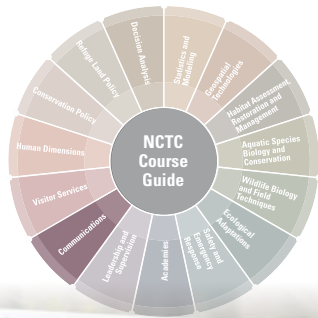 NCTC
Course
Guide
Statistics and
Modeling
Geospatial
Technologies
Habitat Assessment,
Restoration and
Management
Aquatic Species
Biology and
Conservation
Wildlife Biology
and Field
Techniques
Ecological
Adaptations
Safety and
Emergency
Response
Academies
Leadership and
Supervision
Communications
Visitor Services
Human Dimensions
Conservation Policy
Refuge Land Policy
Decision Analysis